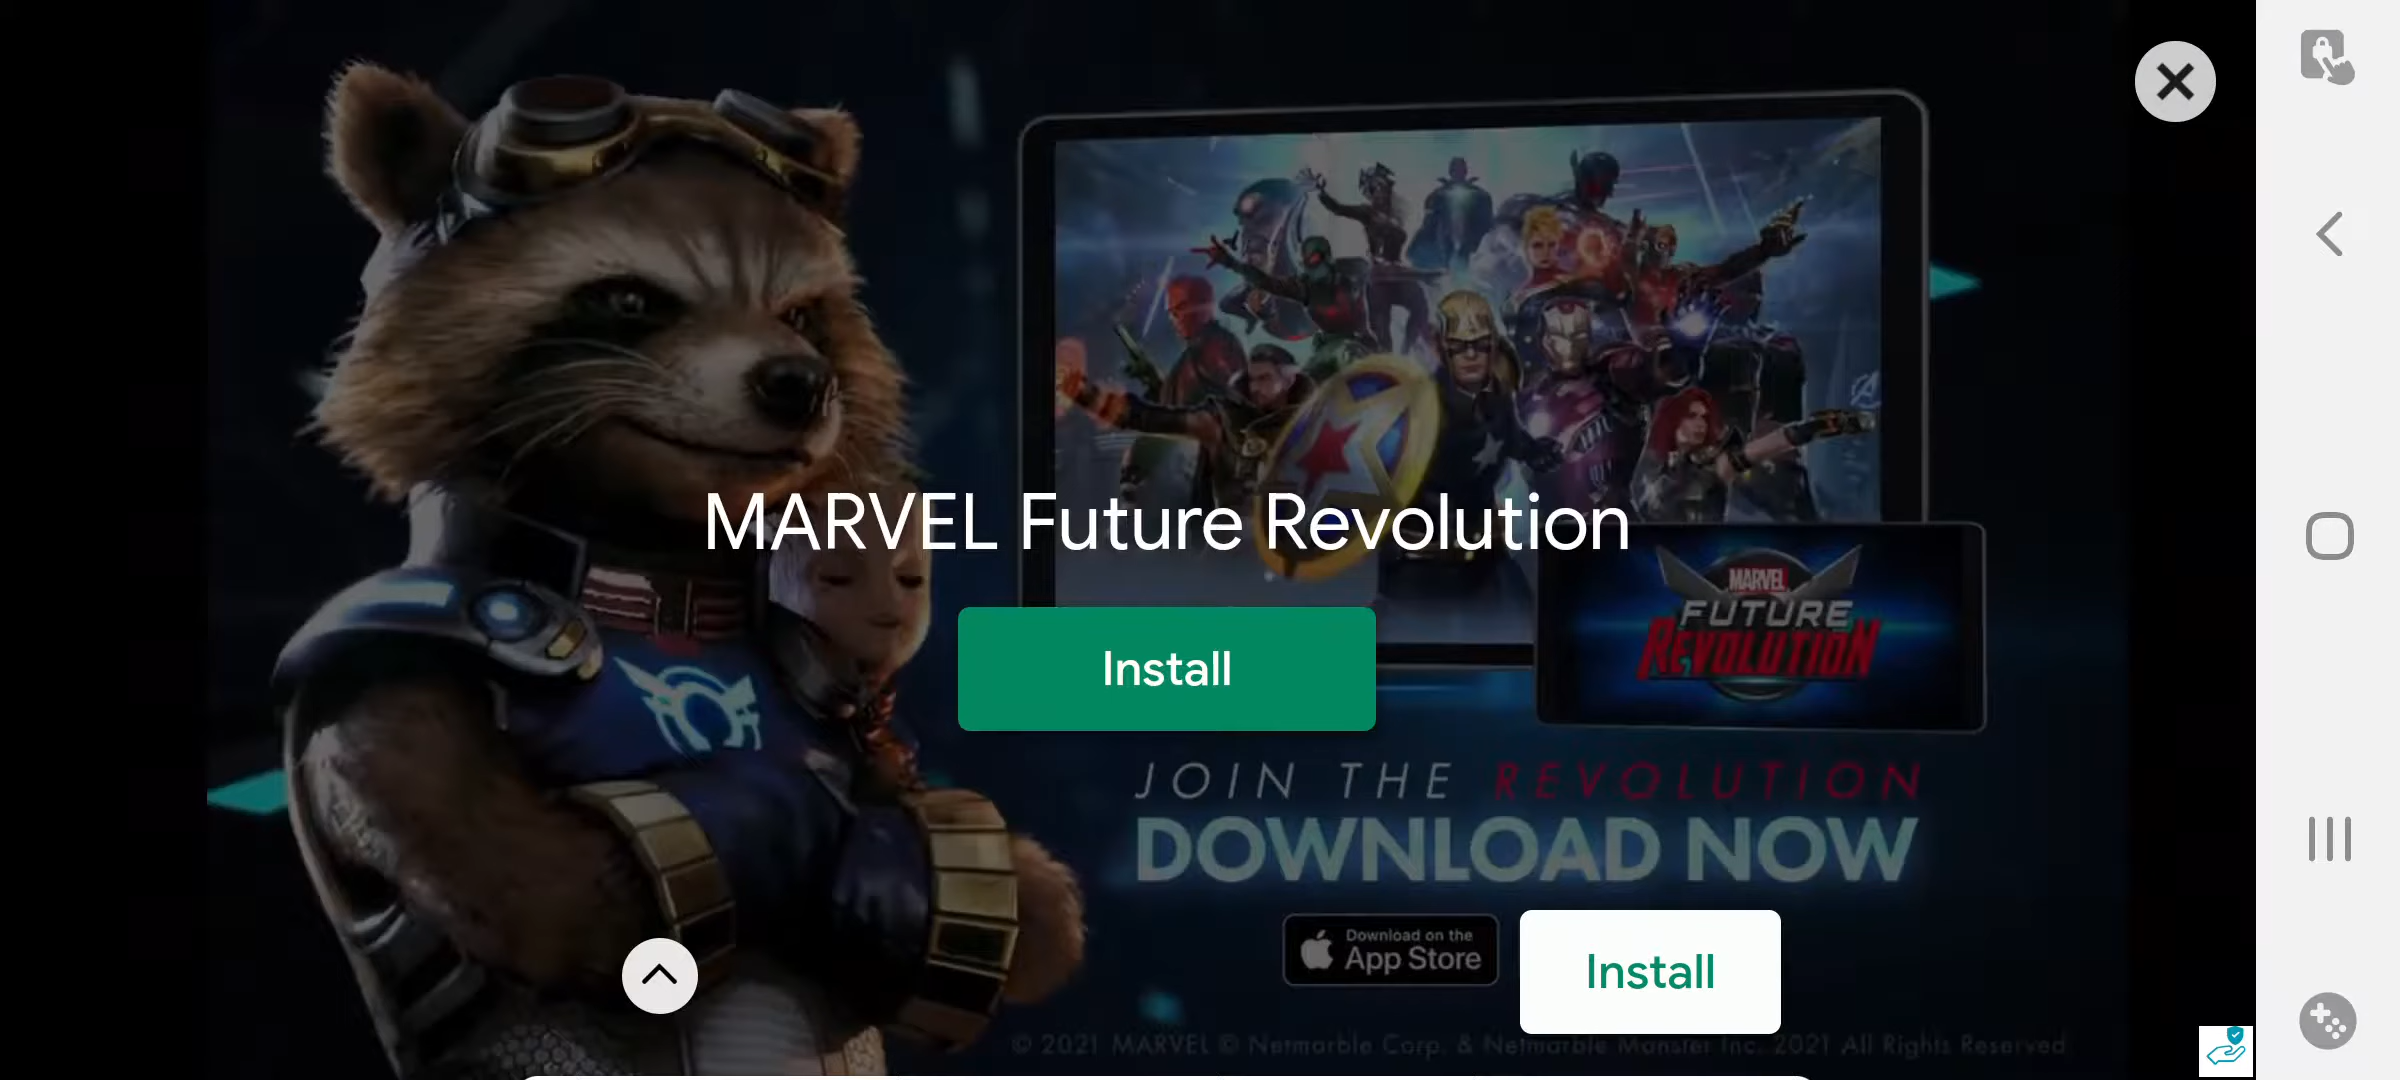 MARVEL Future Revolution
Install
MARVEL
FUTURE
REVOLUTION
JOIN THE REVOLUTION
DOWNLOAD NOW
Download on the
App Store
Install
© 2021 MARVEL © Netmarble Corp. & Netmarble Monster Inc. 2021 All Rights Reserved